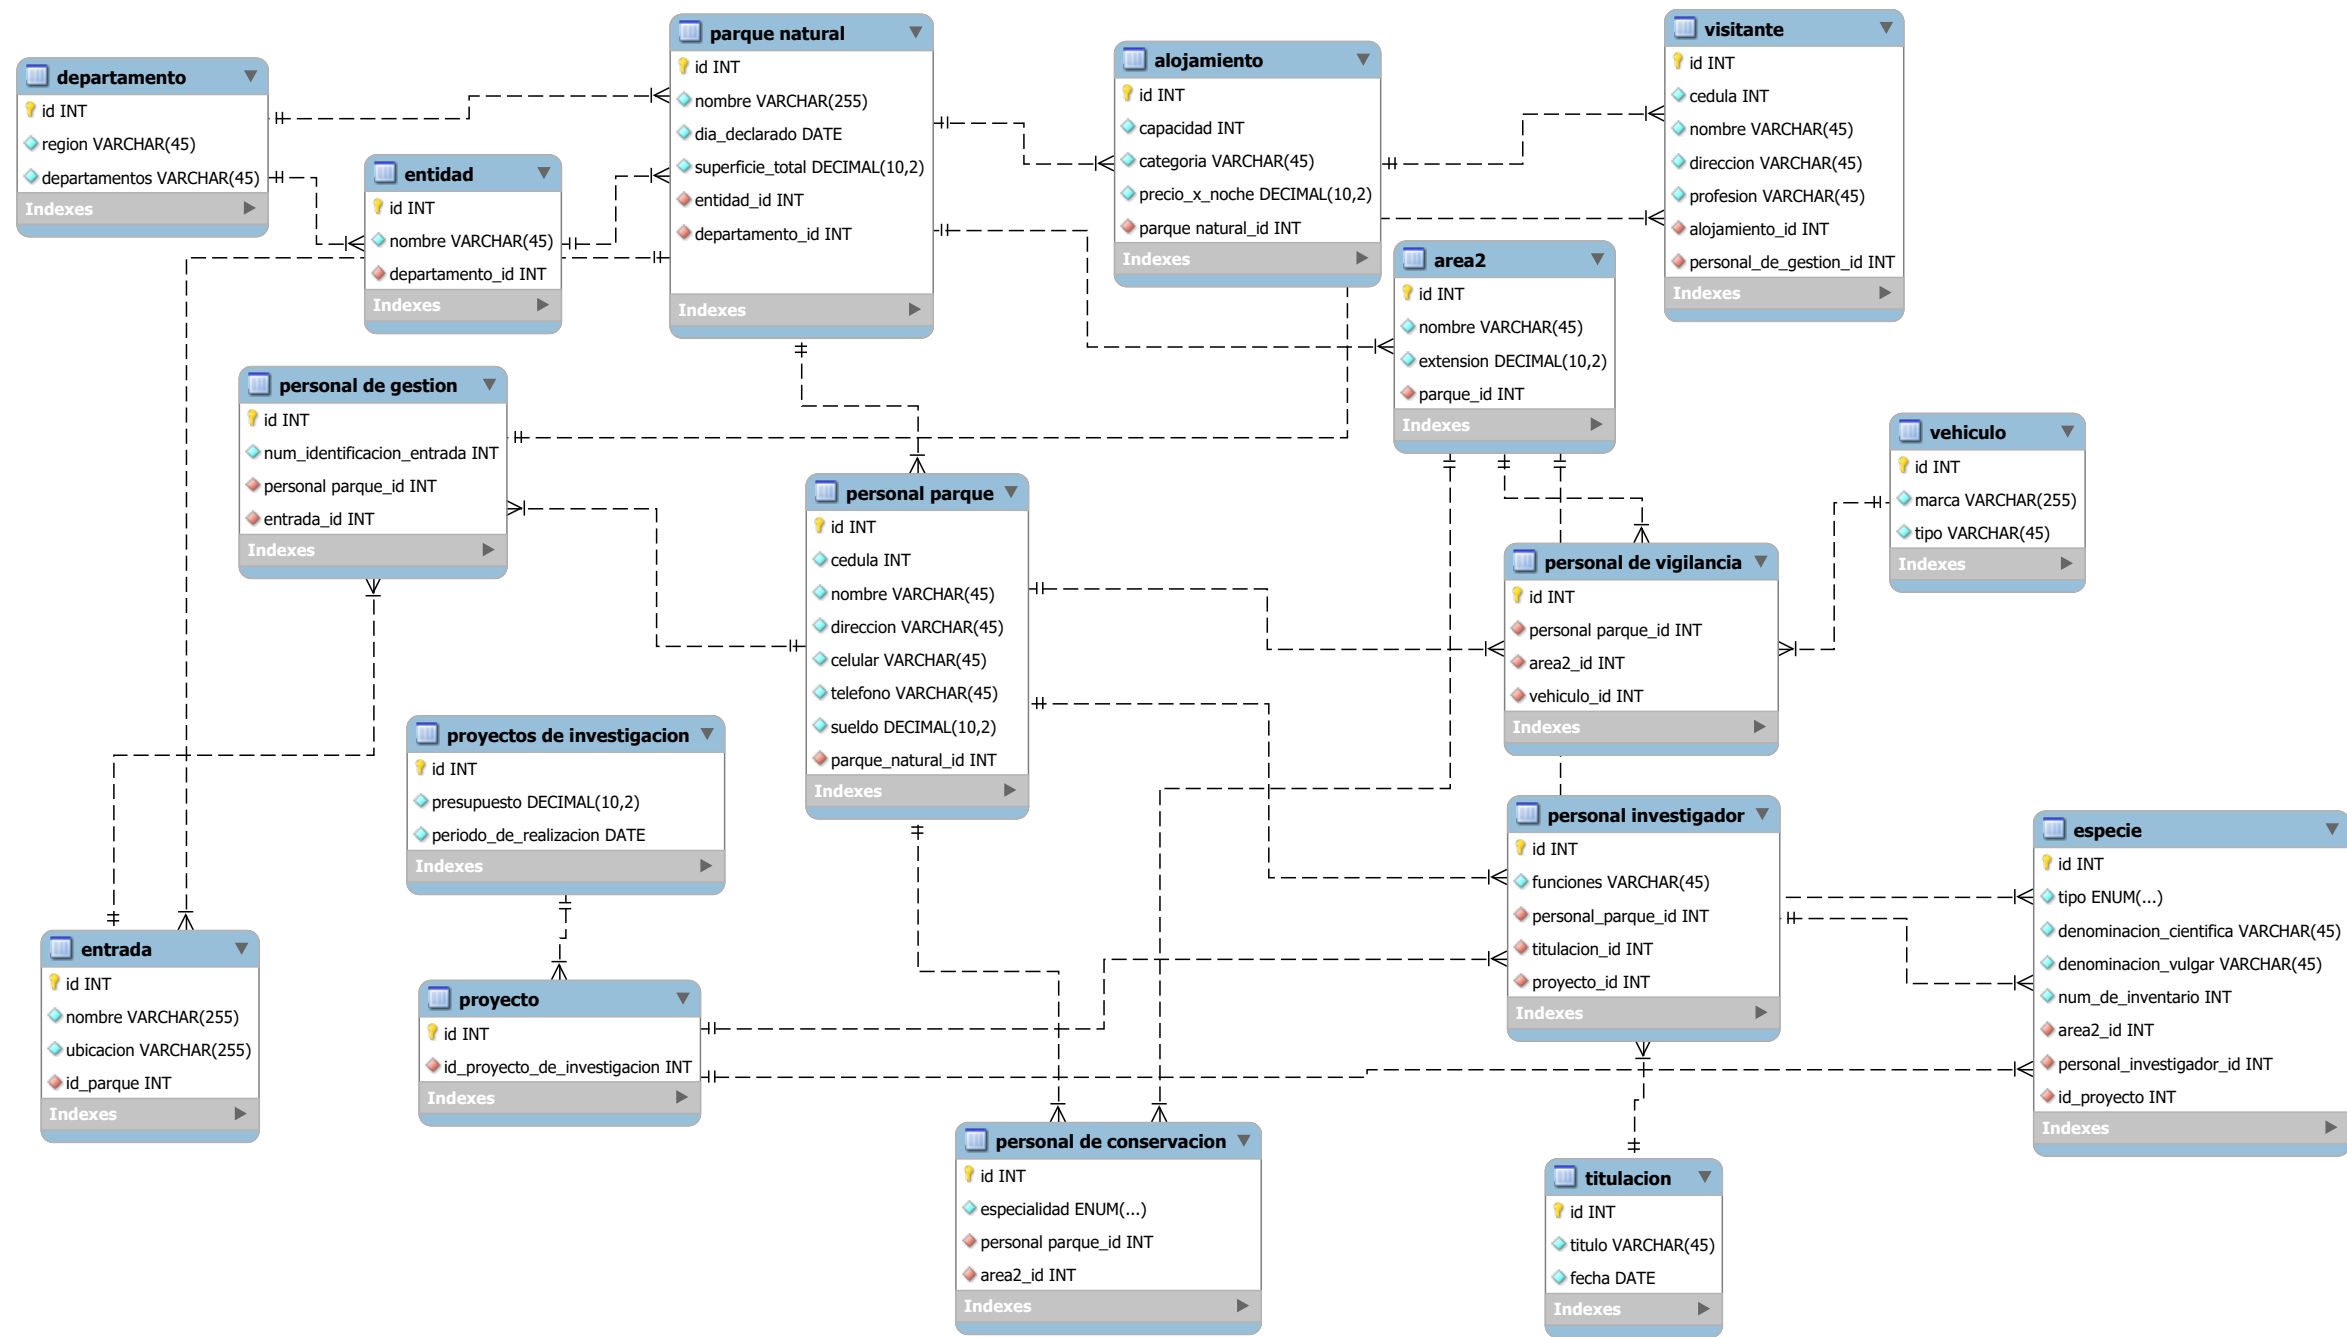 departamento
id INT
region VARCHAR(45)
departamentos VARCHAR(45)
Indexes
entidad
id INT
nombre VARCHAR(45)
departamento_id INT
Indexes
parque natural
id INT
nombre VARCHAR(255)
dia_declarado DATE
superficie_total DECIMAL(10,2)
entidad_id INT
departamento_id INT
Indexes
alojamiento
id INT
capacidad INT
categoria VARCHAR(45)
precio_x_noche DECIMAL(10,2)
parque natural_id INT
Indexes
visitante
id INT
cedula INT
nombre VARCHAR(45)
direccion VARCHAR(45)
profesion VARCHAR(45)
alojamiento_id INT
personal_de_gestion_id INT
Indexes
area2
id INT
nombre VARCHAR(45)
extension DECIMAL(10,2)
parque_id INT
Indexes
personal de gestion
id INT
num_identificacion_entrada INT
personal parque_id INT
entrada_id INT
Indexes
personal parque
id INT
cedula INT
nombre VARCHAR(45)
direccion VARCHAR(45)
celular VARCHAR(45)
telefono VARCHAR(45)
sueldo DECIMAL(10,2)
parque_natural_id INT
Indexes
vehiculo
id INT
marca VARCHAR(255)
tipo VARCHAR(45)
Indexes
personal de vigilancia
id INT
personal parque_id INT
area2_id INT
vehiculo_id INT
Indexes
proyectos de investigacion
id INT
presupuesto DECIMAL(10,2)
periodo_de_realizacion DATE
Indexes
personal investigador
id INT
funciones VARCHAR(45)
personal_parque_id INT
titulacion_id INT
proyecto_id INT
Indexes
especie
id INT
tipo ENUM(...)
denominacion_cientifica VARCHAR(45)
denominacion_vulgar VARCHAR(45)
num_de_inventario INT
area2_id INT
personal_investigador_id INT
id_proyecto INT
Indexes
entrada
id INT
nombre VARCHAR(255)
ubicacion VARCHAR(255)
id_parque INT
Indexes
proyecto
id INT
id_proyecto_de_investigacion INT
Indexes
personal de conservacion
id INT
especialidad ENUM(...)
personal parque_id INT
area2_id INT
Indexes
titulacion
id INT
titulo VARCHAR(45)
fecha DATE
Indexes